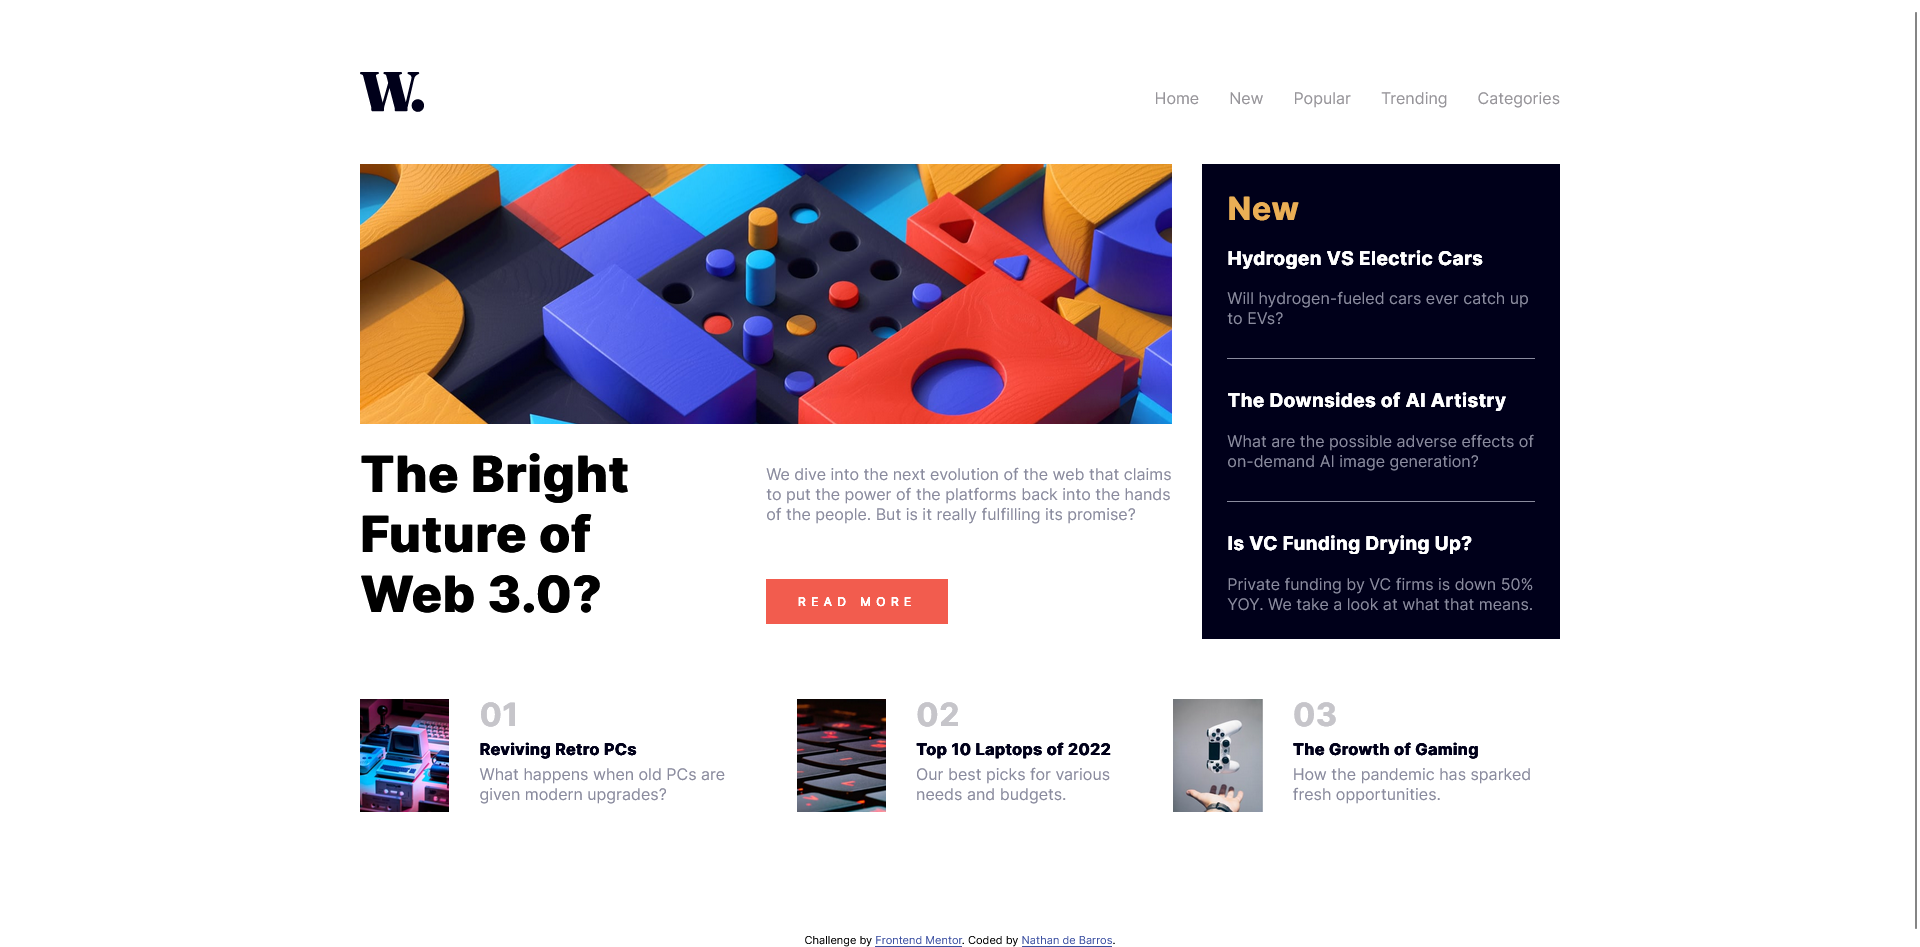 W.
Home New Popular Trending Categories
The Bright
Future of
Web 3.0?
We dive into the next evolution of the web that claims
to put the power of the platforms back into the hands
of the people. But is it really fulfilling its promise?
READ MORE
New
Hydrogen VS Electric Cars
Will hydrogen-fueled cars ever catch up
to EVs?
The Downsides of AI Artistry
What are the possible adverse effects of
on-demand AI image generation?
Is VC Funding Drying Up?
Private funding by VC firms is down 50%
YOY. We take a look at what that means.
01
Reviving Retro PCs
What happens when old PCs are
given modern upgrades?
02
Top 10 Laptops of 2022
Our best picks for various
needs and budgets.
03
The Growth of Gaming
How the pandemic has sparked
fresh opportunities.
Challenge by Frontend Mentor. Coded by Nathan de Barros.